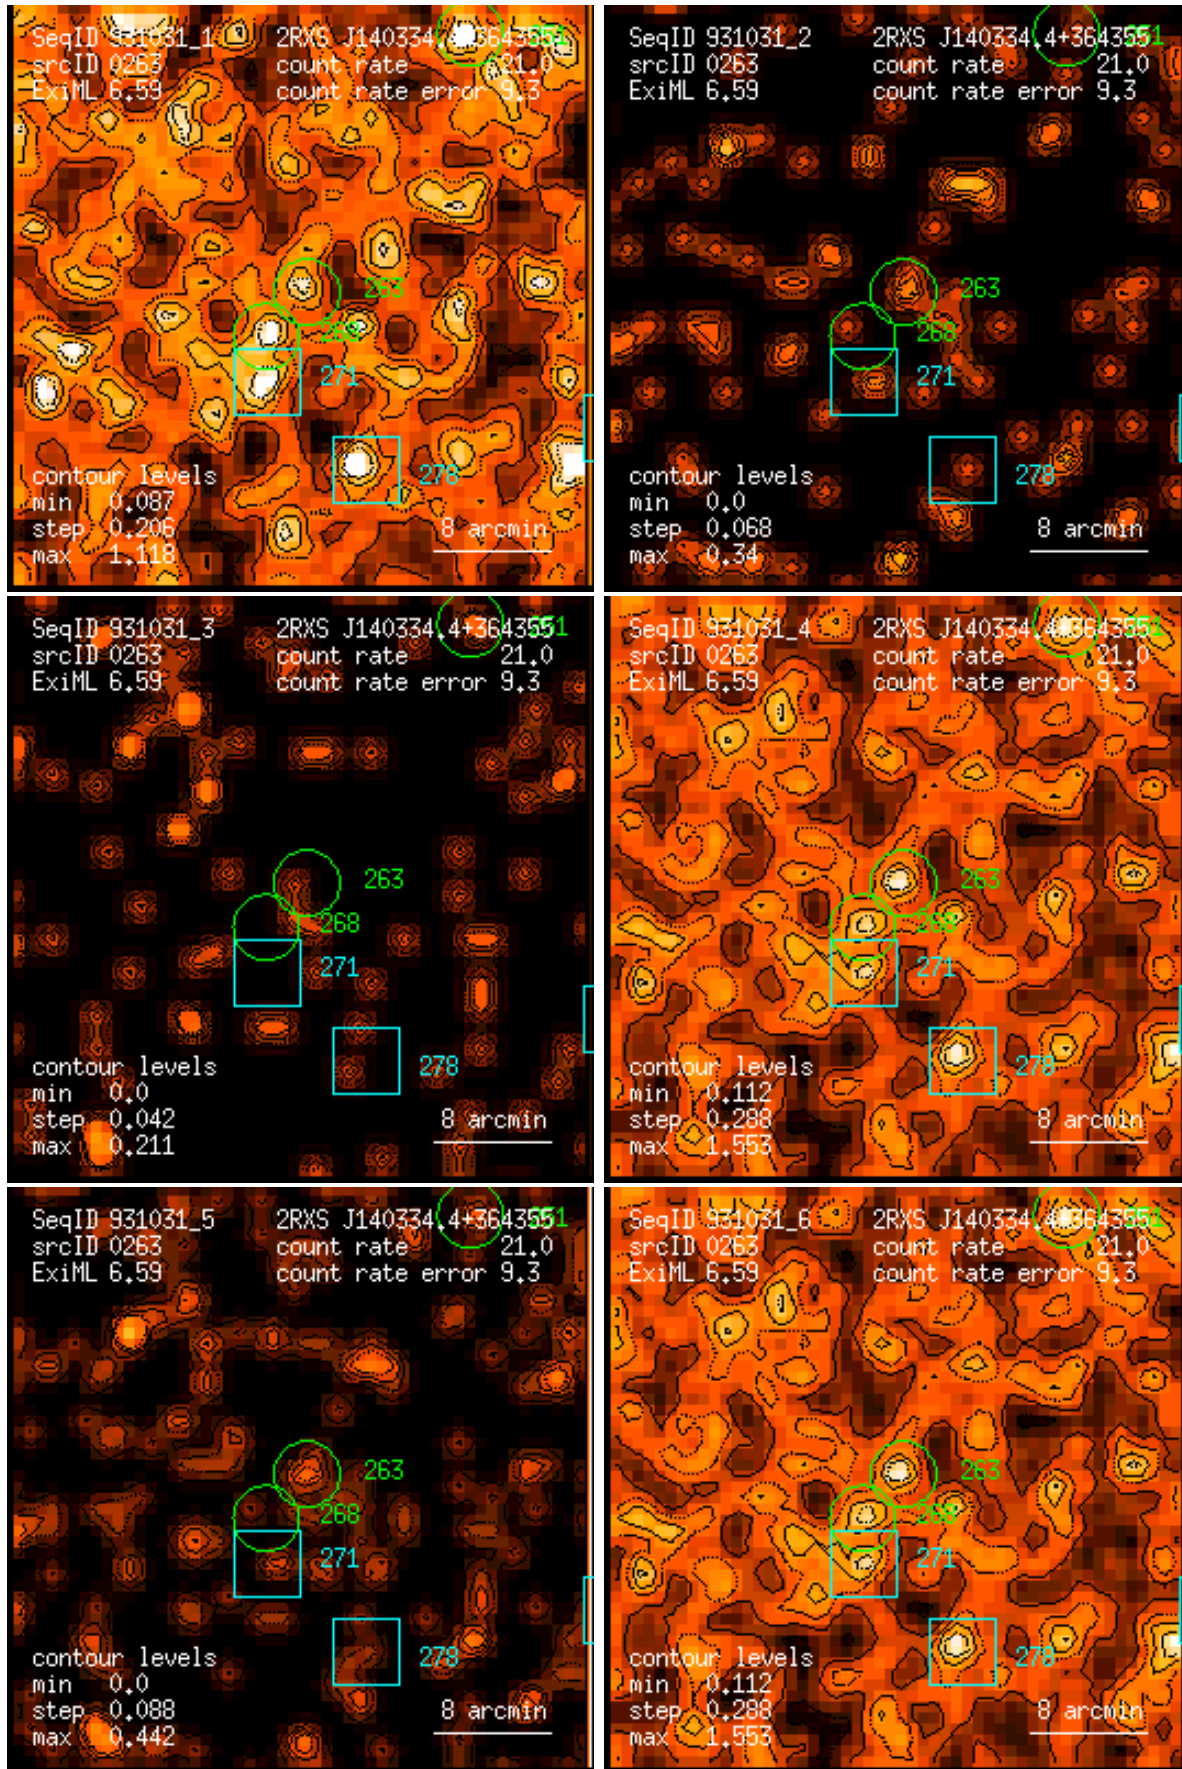 SeqID 931031_1 2RXS J140334.4+364355
srcID 0263 count rate 21.0
ExiML 6.59 count rate error 9.3
263
268
271
278
contour levels
min 0.087
step 0.206
max 1.118
8 arcmin
SeqID 931031_2 2RXS J140334.4+364355
srcID 0263 count rate 21.0
ExiML 6.59 count rate error 9.3
263
268
271
278
contour levels
min 0.0
step 0.068
max 0.34
8 arcmin
SeqID 931031_3 2RXS J140334.4+364355
srcID 0263 count rate 21.0
ExiML 6.59 count rate error 9.3
263
268
271
278
contour levels
min 0.0
step 0.042
max 0.211
8 arcmin
SeqID 931031_4 2RXS J140334.4+364355
srcID 0263 count rate 21.0
ExiML 6.59 count rate error 9.3
263
268
271
278
contour levels
min 0.112
step 0.288
max 1.553
8 arcmin
SeqID 931031_5 2RXS J140334.4+364355
srcID 0263 count rate 21.0
ExiML 6.59 count rate error 9.3
263
268
271
278
contour levels
min 0.0
step 0.088
max 0.442
8 arcmin
SeqID 931031_6 2RXS J140334.4+364355
srcID 0263 count rate 21.0
ExiML 6.59 count rate error 9.3
263
268
271
278
contour levels
min 0.112
step 0.288
max 1.553
8 arcmin